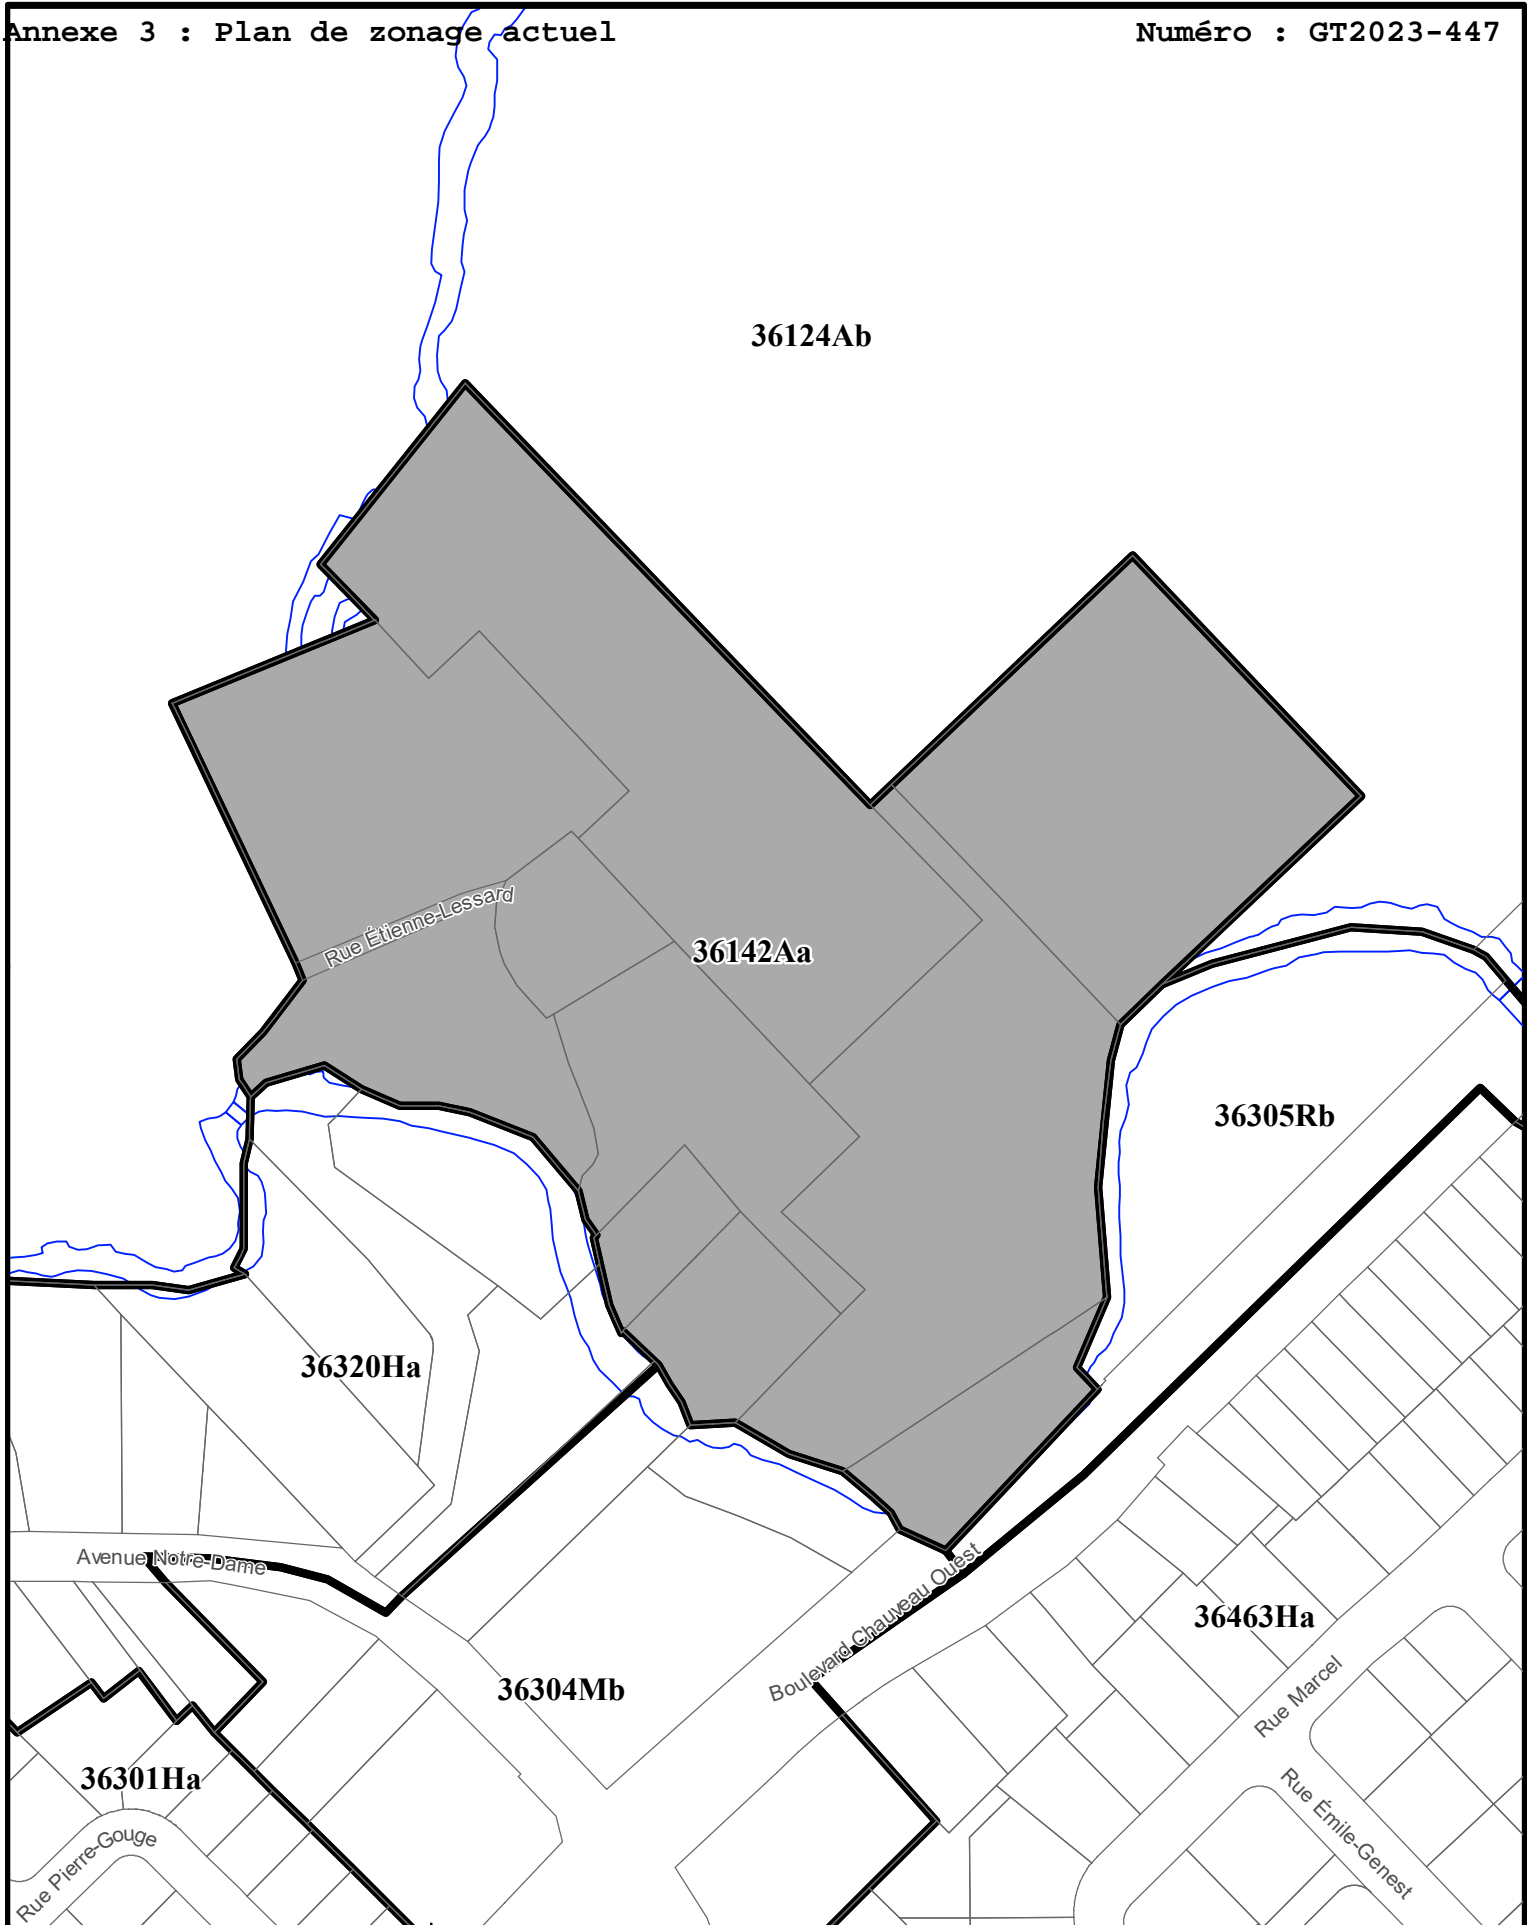 Annexe 3 : Plan de zonage actuel
Numéro : GT2023-447
36124Ab
Rue Étienne-Lessard
36142Aa
36305Rb
36320Ha
Avenue Notre-Dame
Boulevard Chauveau Ouest
36463Ha
36304Mb
Rue Marcel
36301Ha
Rue Émile-Genest
Rue Pierre-Gouge